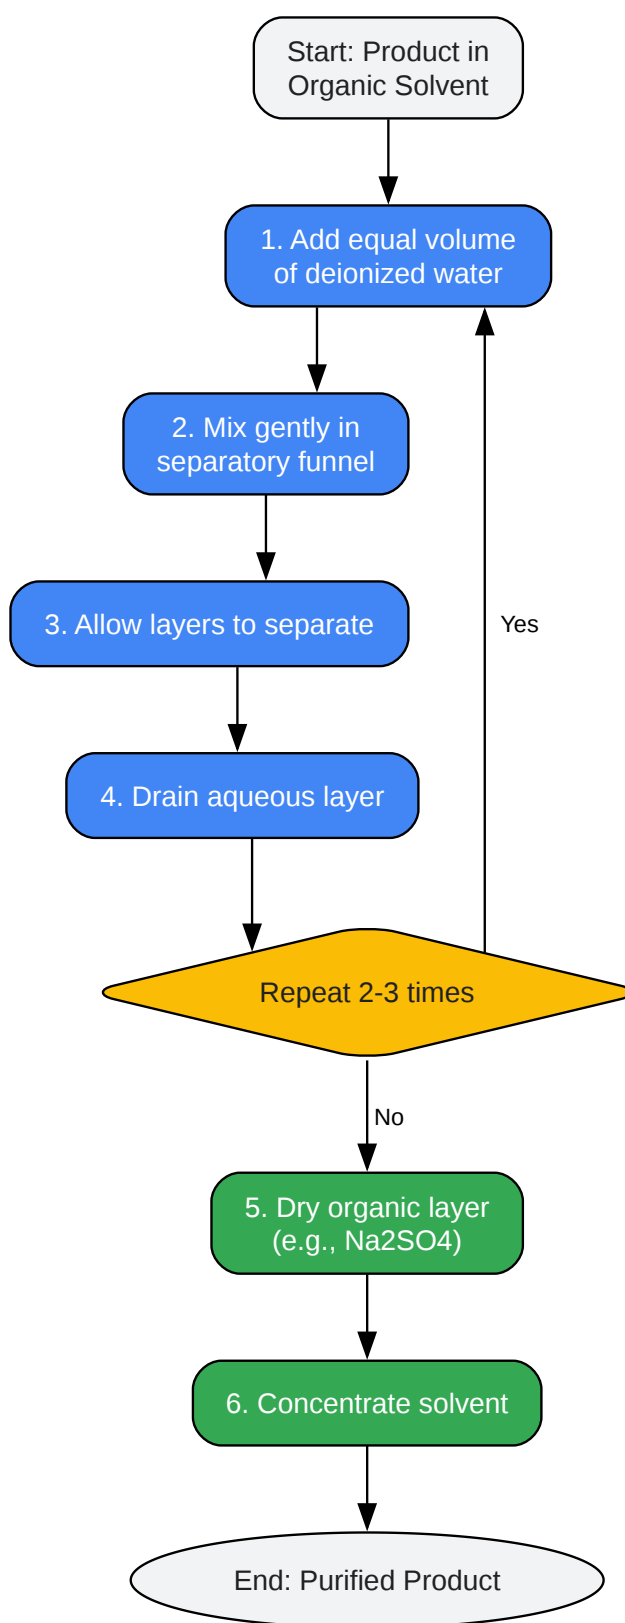 Start: Product in
Organic Solvent
1. Add equal volume
of deionized water
2. Mix gently in
separatory funnel
3. Allow layers to separate
Yes
4. Drain aqueous layer
Repeat 2-3 times
No
5. Dry organic layer
(e.g., Na2SO4)
6. Concentrate solvent
End: Purified Product